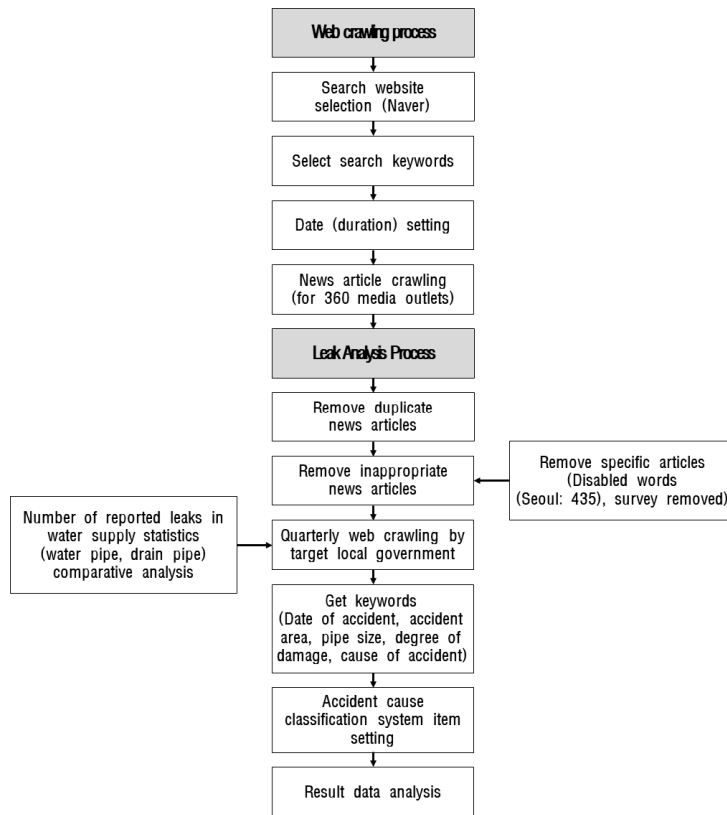 Web crawling process
Search website
selection (Naver)
Select search keywords
Date (duration) setting
News article crawling
(for 360 media outlets)
Leak Analysis Process
Remove duplicate
news articles
Remove inappropriate
news articles
Remove specific articles
(Disabled words
(Seoul: 435), survey removed)
Number of reported leaks in
water supply statistics
(water pipe, drain pipe)
comparative analysis
Quarterly web crawling by
target local government
Get keywords
(Date of accident, accident
area, pipe size, degree of
damage, cause of accident)
Accident cause
classification system item
setting
Result data analysis